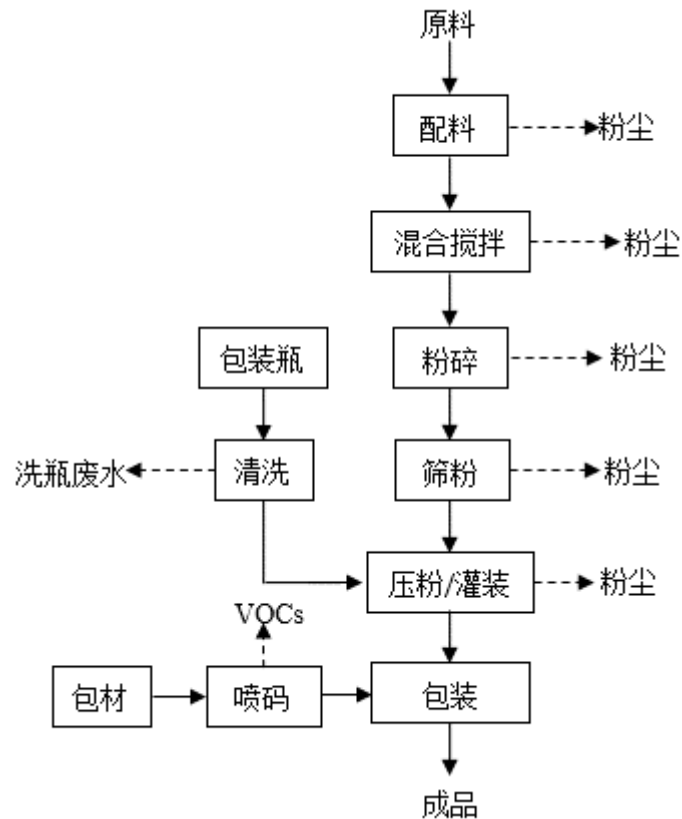 原料
配料
粉尘
混合搅拌
粉尘
包装瓶
粉碎
粉尘
洗瓶废水
清洗
筛粉
粉尘
压粉/灌装
粉尘
VOCs
包材
喷码
包装
成品